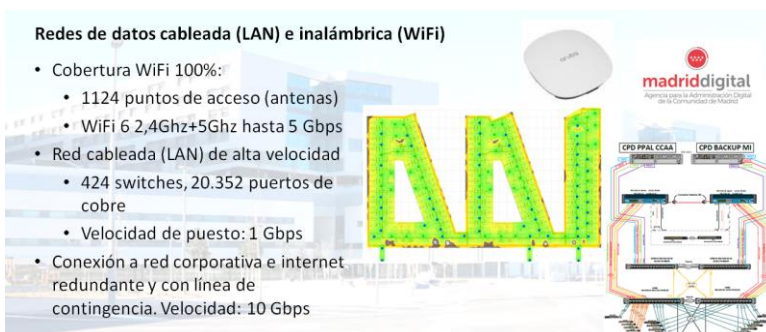 Redes de datos cableada (LAN) e inalámbrica (WiFi)
• Cobertura WiFi 100%:
• 1124 puntos de acceso (antenas)
• WiFi 6 2,4Ghz+5Ghz hasta 5 Gbps
• Red cableada (LAN) de alta velocidad
• 424 switches, 20.352 puertos de
cobre
• Velocidad de puesto: 1 Gbps
• Conexión a red corporativa e internet
redundante y con línea de
contingencia. Velocidad: 10 Gbps
madriddigital
Agencia para la Administración Digital
de la Comunidad de Madrid
CPD PPAL CCAA
CPD BACKUP MI